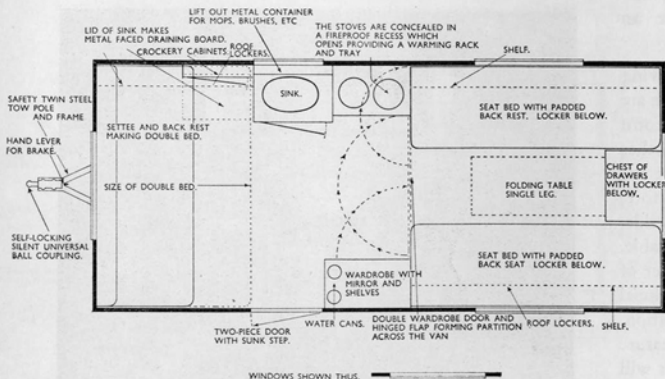 LIFT OUT METAL CONTAINER
FOR MOPS, BRUSHES, ETC
LID OF SINK MAKES
METAL FACED DRAINING BOARD.
CROCKERY CABINETS.
ROOF
LOCKERS.
THE STOVES ARE CONCEALED IN
A FIREPROOF RECESS WHICH
OPENS PROVIDING A WARMING RACK
AND TRAY
SHELF.
SAFETY TWIN STEEL
TOW POLE
AND FRAME
HAND LEVER
FOR BRAKE.
SELF-LOCKING
SILENT UNIVERSAL
BALL COUPLING.
SETTEE AND BACK REST
MAKING DOUBLE BED.
SIZE OF DOUBLE BED.
SINK.
SEAT BED WITH PADDED
BACK REST. LOCKER BELOW.
FOLDING TABLE
SINGLE LEG.
CHEST OF
DRAWERS
WITH LOCKER
BELOW.
SEAT BED WITH PADDED
BACK SEAT LOCKER BELOW.
WARDROBE WITH
MIRROR AND
SHELVES
TWO-PIECE DOOR
WITH SUNK STEP.
WATER CANS.
DOUBLE WARDROBE DOOR AND
HINGED FLAP FORMING PARTITION
ACROSS THE VAN
ROOF LOCKERS.
SHELF.
WINDOWS SHOWN THUS.